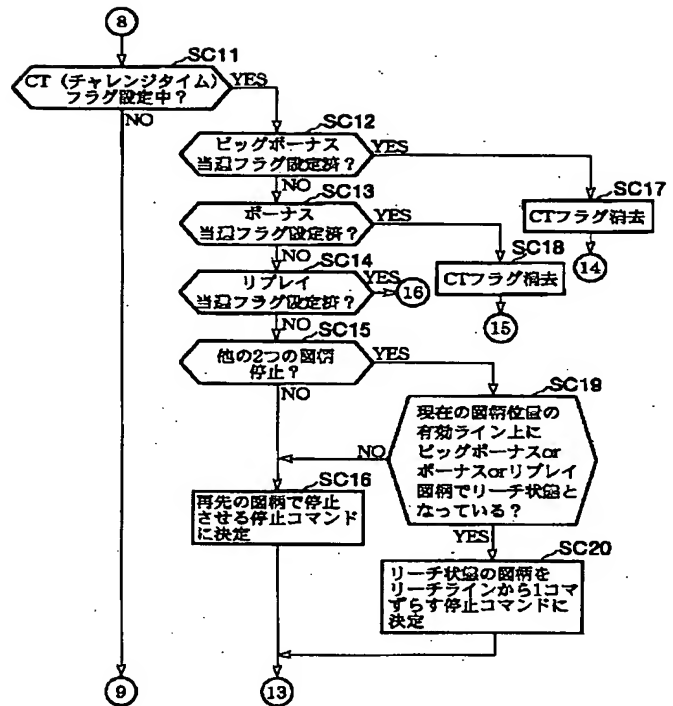 8
SC11
CT（チャレンジタイム）
フラグ設定中？
YES
NO
SC12
ビッグボーナス
当選フラグ設定済？
YES
NO
SC13
ボーナス
当選フラグ設定済？
YES
NO
SC17
CTフラグ消去
14
SC18
CTフラグ消去
15
SC14
リプレイ
当選フラグ設定済？
YES
16
NO
SC15
他の2つの図柄
停止？
YES
NO
SC19
現在の図柄位置の
有効ライン上に
ビッグボーナスor
ボーナスorリプレイ
図柄でリーチ状態と
なっている？
NO
YES
SC16
再先の図柄で停止
させる停止コマンド
に決定
SC20
リーチ状態の図柄を
リーチラインから1コマ
ずらす停止コマンドに
決定
9
13